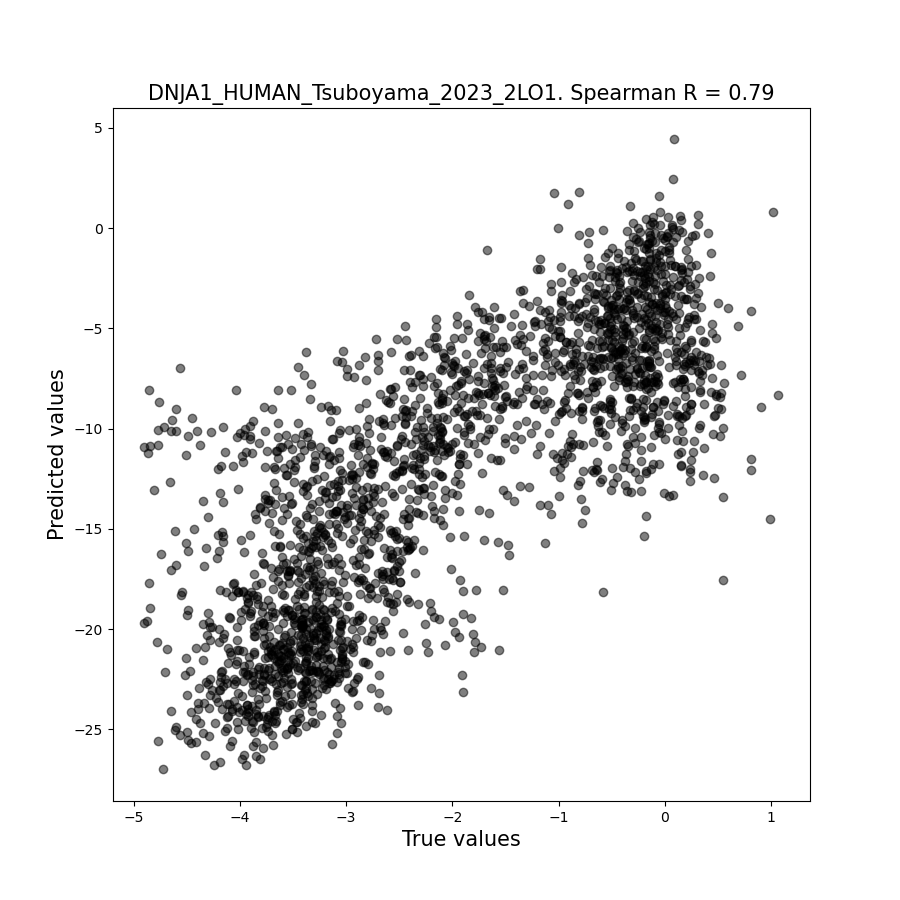 DNJA1_HUMAN_Tsuboyama_2023_2LO1. Spearman R = 0.79
5
0
−5
−10
−15
−20
−25
Predicted values
−5 −4 −3 −2 −1 0 1
True values